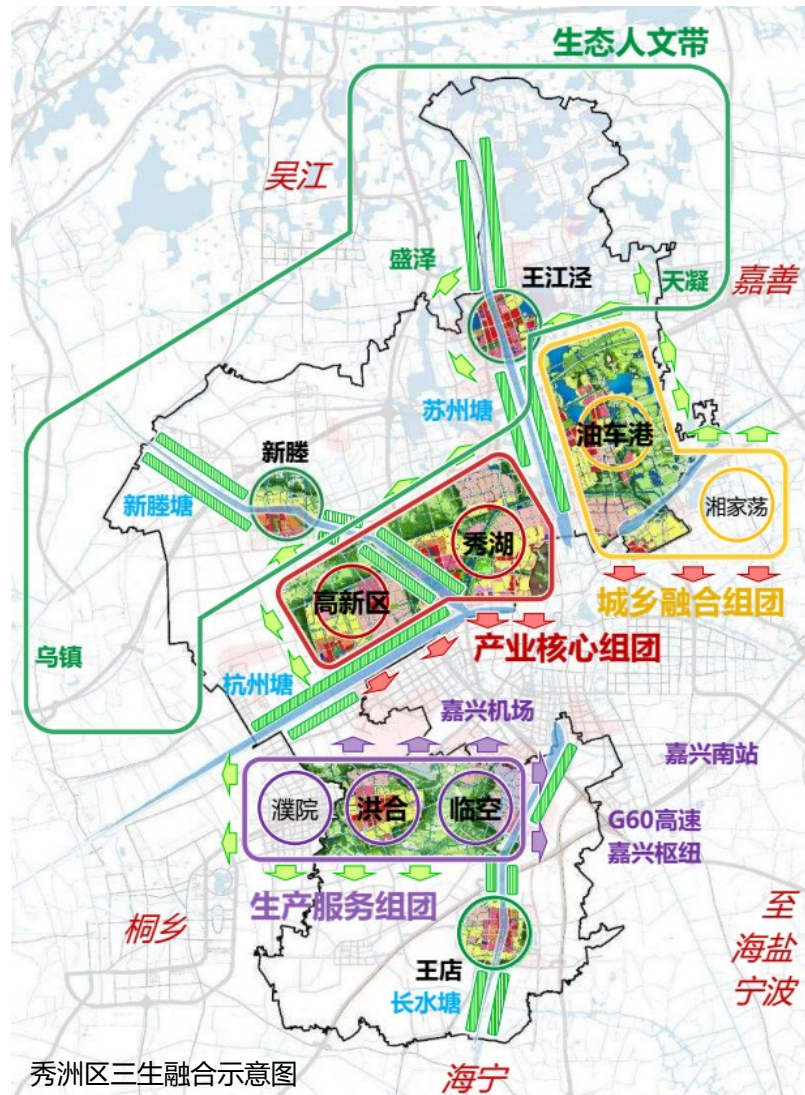 生态人文带
吴江
盛泽
王江泾
天凝
嘉善
苏州塘
油车港
新塍
新塍塘
湘家荡
秀湖
高新区
城乡融合组团
产业核心组团
乌镇
杭州塘
嘉兴机场
嘉兴南站
濮院
洪合
临空
G60高速
嘉兴枢纽
生产服务组团
桐乡
至
海盐
宁波
王店
长水塘
秀洲区三生融合示意图
海宁